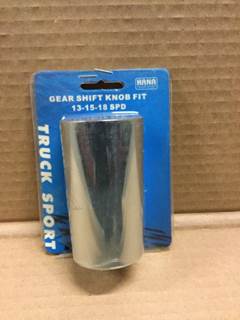 HANA
GEAR SHIFT KNOB FIT
13-15-18 SPD
TRUCK SPORT